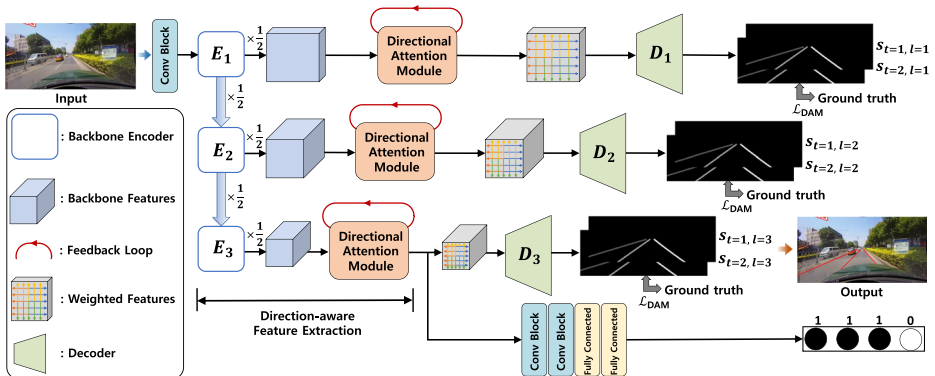 Input
Conv Block
E1
×1/2
Directional
Attention
Module
D1
s t=1, l=1
s t=2, l=1
ℒDAM
Ground truth
×1/2
E2
×1/2
Directional
Attention
Module
D2
s t=1, l=2
s t=2, l=2
ℒDAM
Ground truth
×1/2
E3
×1/2
Directional
Attention
Module
D3
s t=1, l=3
s t=2, l=3
ℒDAM
Ground truth
Output
: Backbone Encoder
: Backbone Features
: Feedback Loop
: Weighted Features
: Decoder
Direction-aware
Feature Extraction
Conv Block
Conv Block
Fully Connected
Fully Connected
1 1 1 0